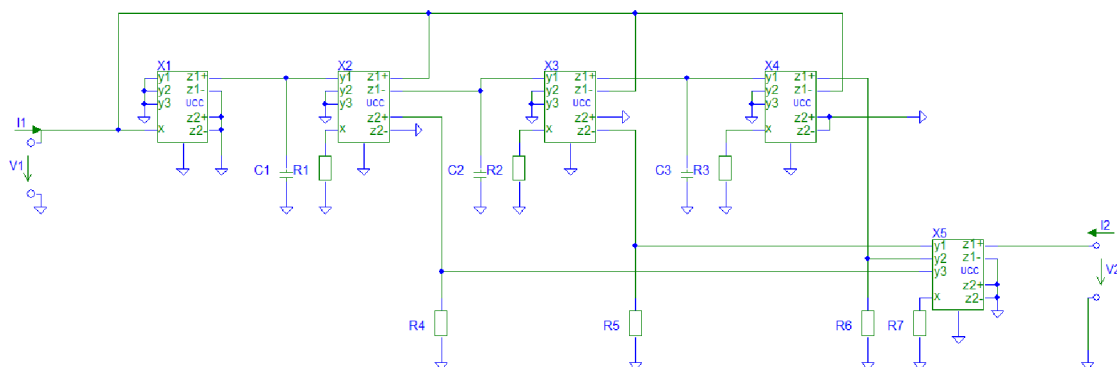 X1
y1 z1+
y2 z1-
y3 UCC
z2+
x z2-
X2
y1 z1+
y2 z1-
y3 UCC
z2+
x z2-
X3
y1 z1+
y2 z1-
y3 UCC
z2+
x z2-
X4
y1 z1+
y2 z1-
y3 UCC
z2+
x z2-
I1
V1
C1
R1
C2
R2
C3
R3
X5
y1 z1+
y2 z1-
y3 UCC
z2+
x z2-
I2
V2
R4
R5
R6
R7